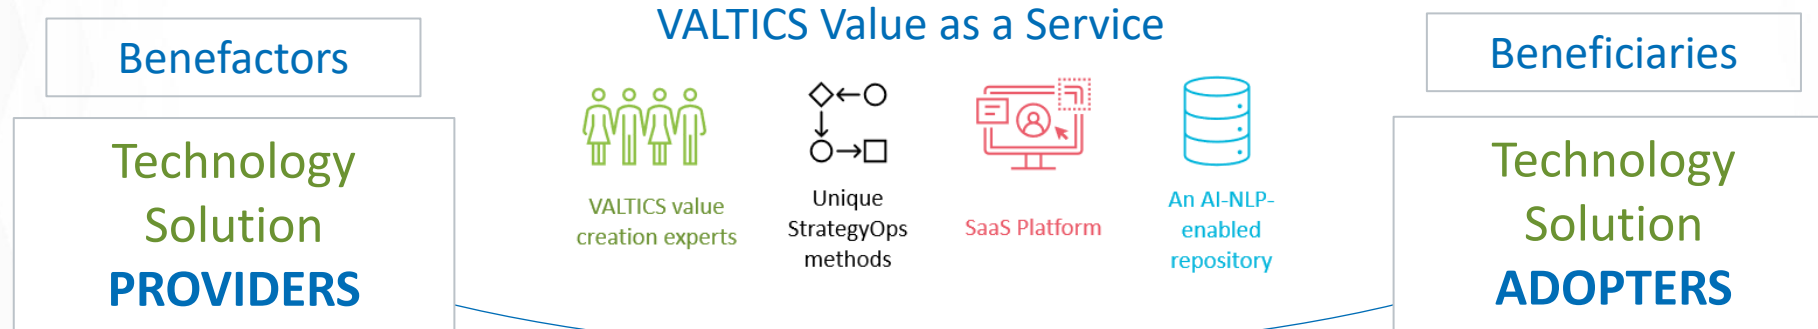 VALTICS Value as a Service
Benefactors
Technology
Solution
PROVIDERS
VALTICS value
creation experts
Unique
StrategyOps
methods
SaaS Platform
An AI-NLP-
enabled
repository
Beneficiaries
Technology
Solution
ADOPTERS